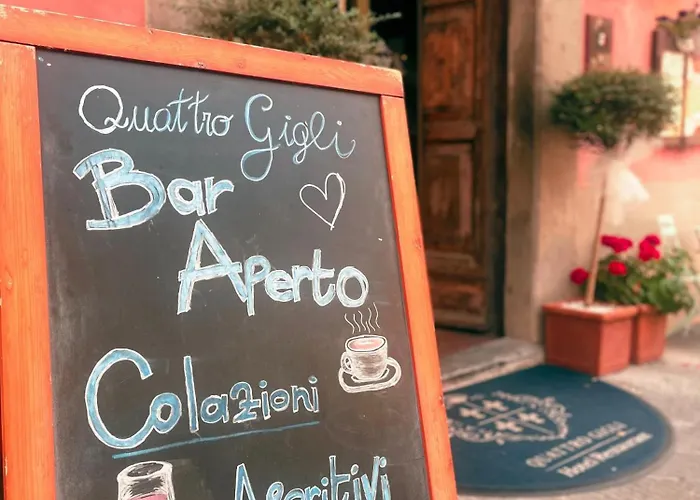 Quattro Gigli
Bar
Aperto
Colazioni
Aperitivi
QUATTRO GIGLI
Hotel Restaurant